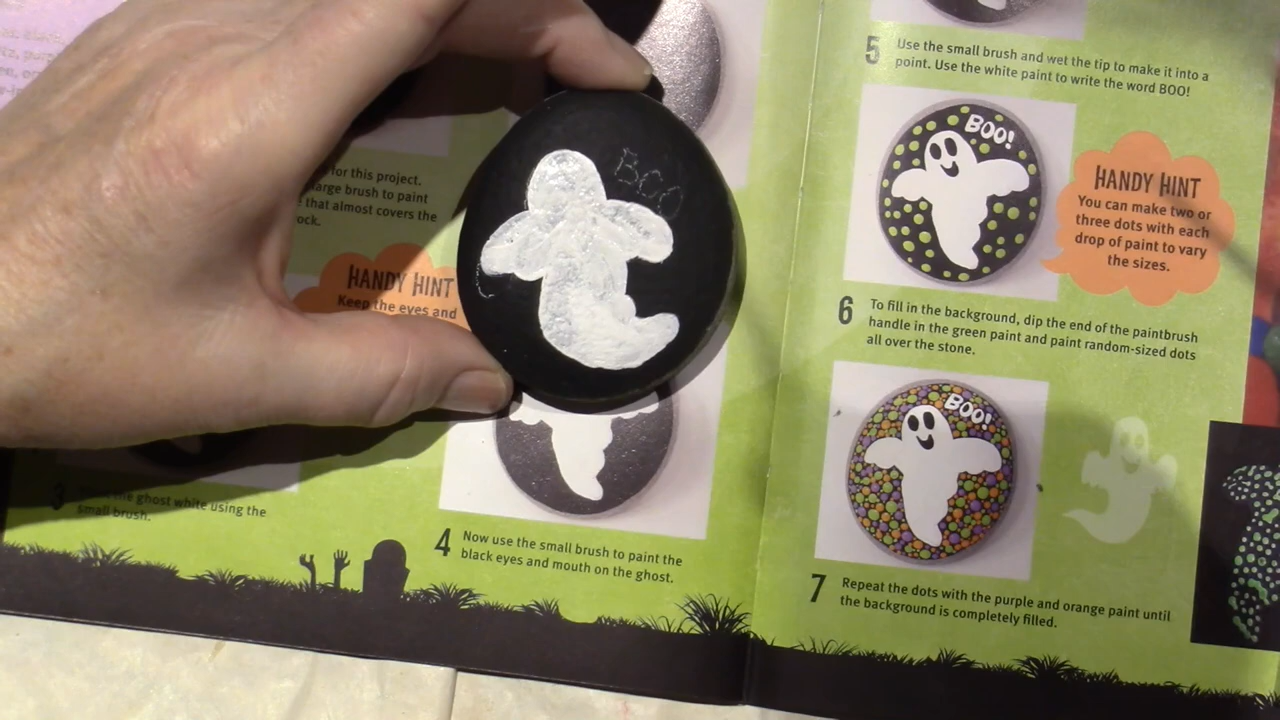 for this project.
large brush to paint
that almost covers the
rock.
HANDY HINT
Keep the eyes and
BOO
3
the ghost white using the
small brush.
4 Now use the small brush to paint the
black eyes and mouth on the ghost.
5 Use the small brush and wet the tip to make it into a
point. Use the white paint to write the word BOO!
BOO!
HANDY HINT
You can make two or
three dots with each
drop of paint to vary
the sizes.
6 To fill in the background, dip the end of the paintbrush
handle in the green paint and paint random-sized dots
all over the stone.
BOO!
7 Repeat the dots with the purple and orange paint until
the background is completely filled.